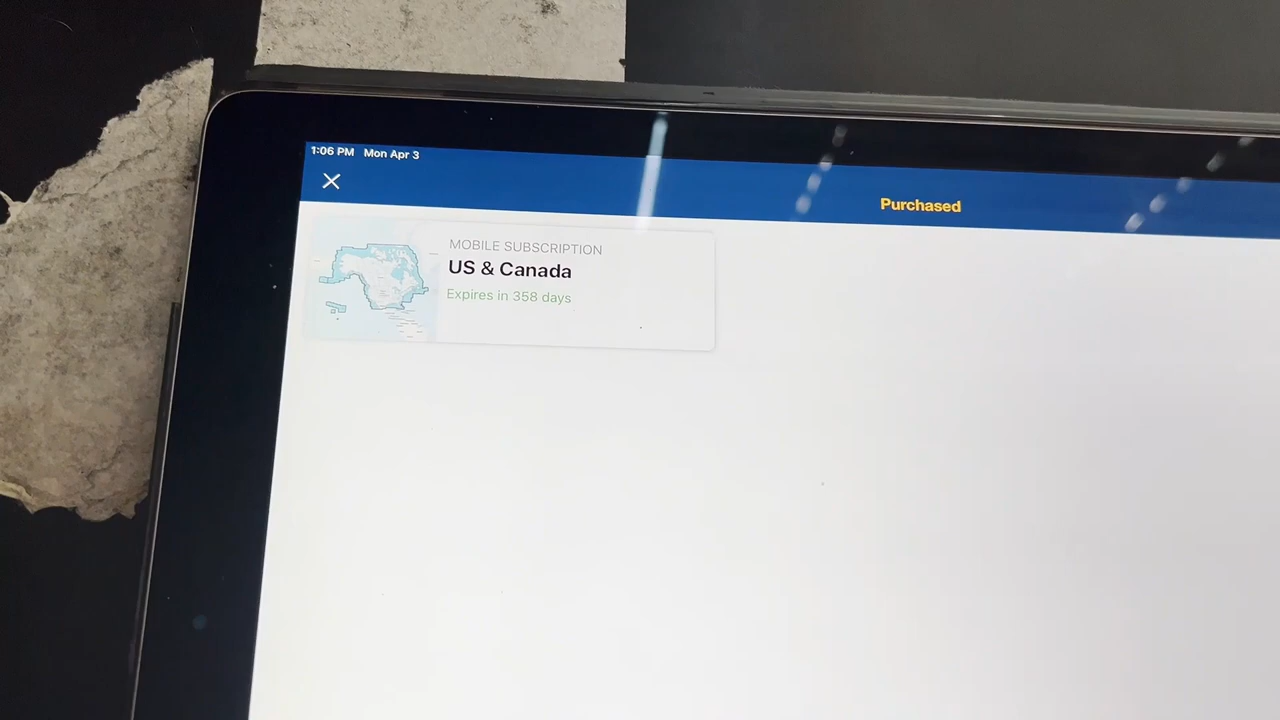 1:06 PM Mon Apr 3
Purchased
MOBILE SUBSCRIPTION
US & Canada
Expires in 358 days